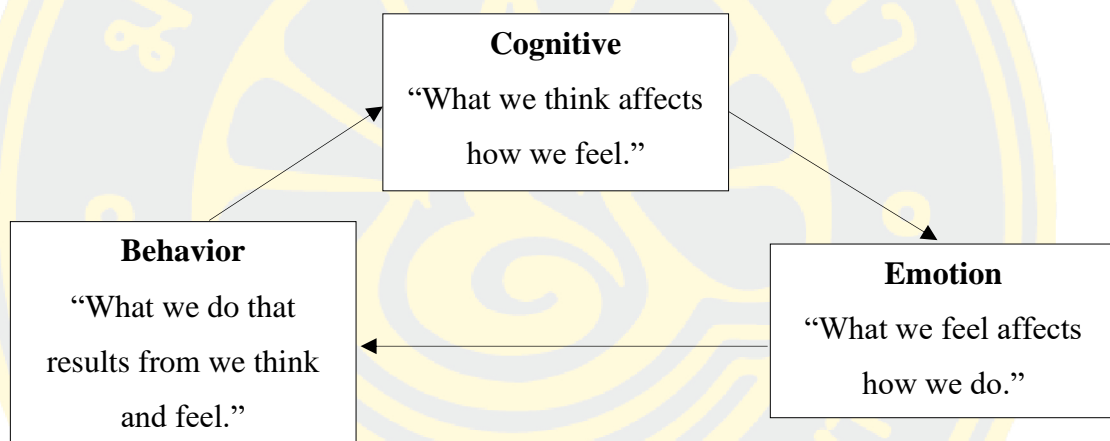 Cognitive
“What we think affects
how we feel.”
Behavior
“What we do that
results from we think
and feel.”
Emotion
“What we feel affects
how we do.”